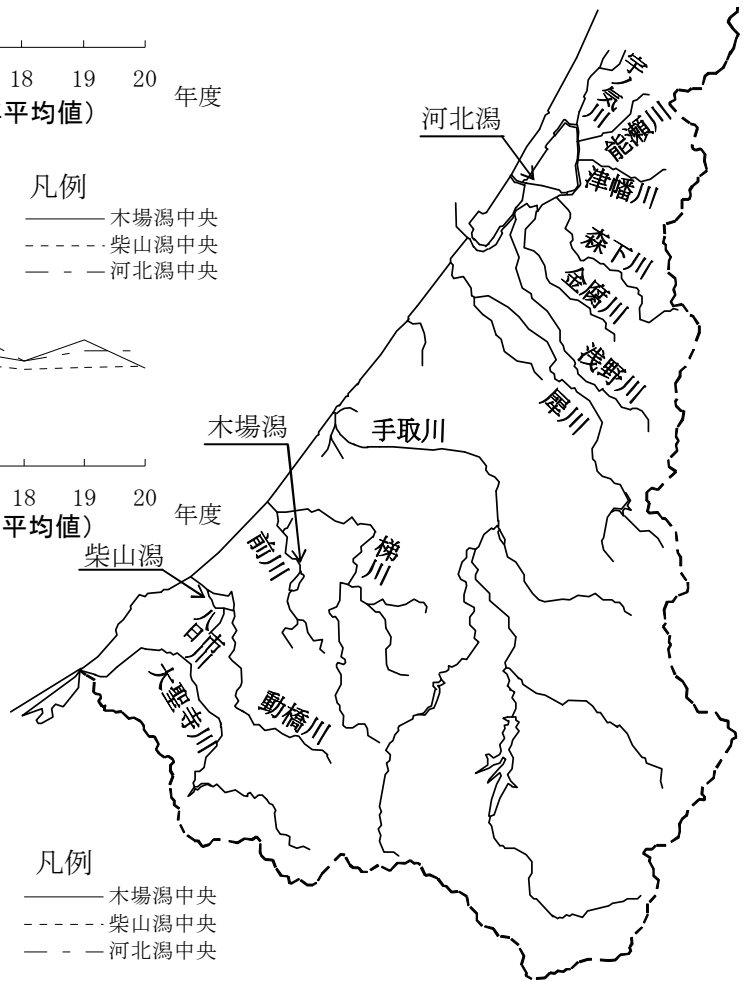 18 19 20 年度
平均値）
凡例
木場潟中央
柴山潟中央
河北潟中央
18 19 20 年度
平均値）
凡例
木場潟中央
柴山潟中央
河北潟中央
宇ノ気川
能瀬川
河北潟
津幡川
森下川
金腐川
浅野川
犀川
手取川
木場潟
前川
梯川
柴山潟
八日市川
動橋川
大聖寺川